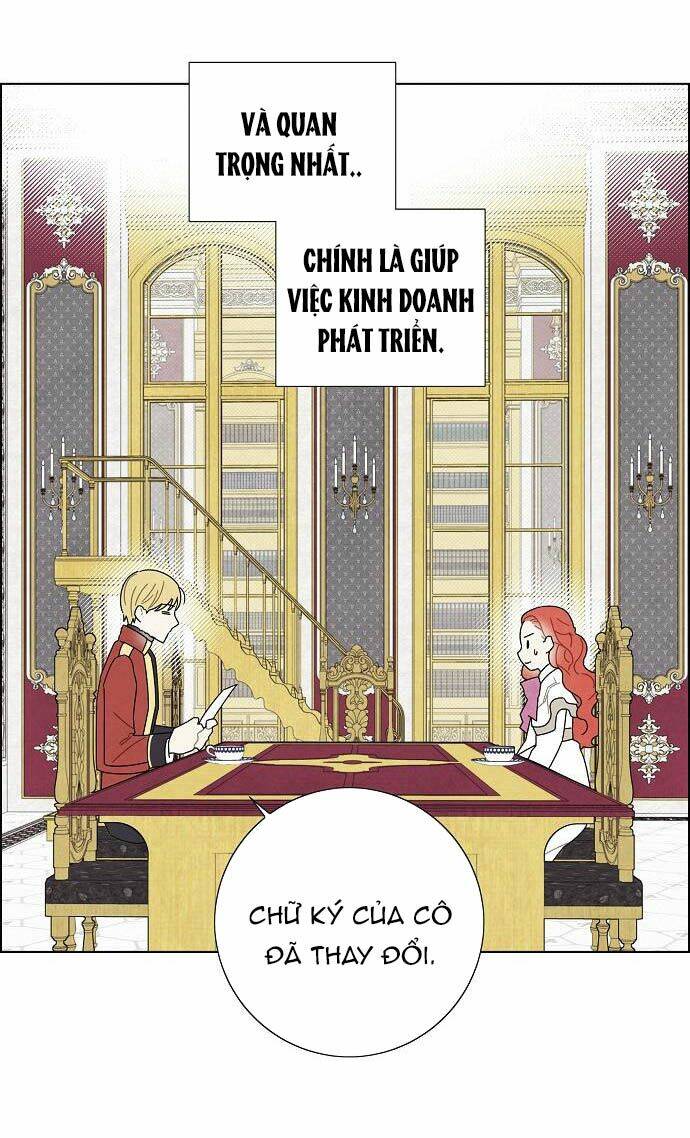 VÀ QUAN
TRỌNG NHẤT..
CHÍNH LÀ GIÚP
VIỆC KINH DOANH
PHÁT TRIỂN.
CHỮ KÝ CỦA CÔ
ĐÃ THAY ĐỔI.